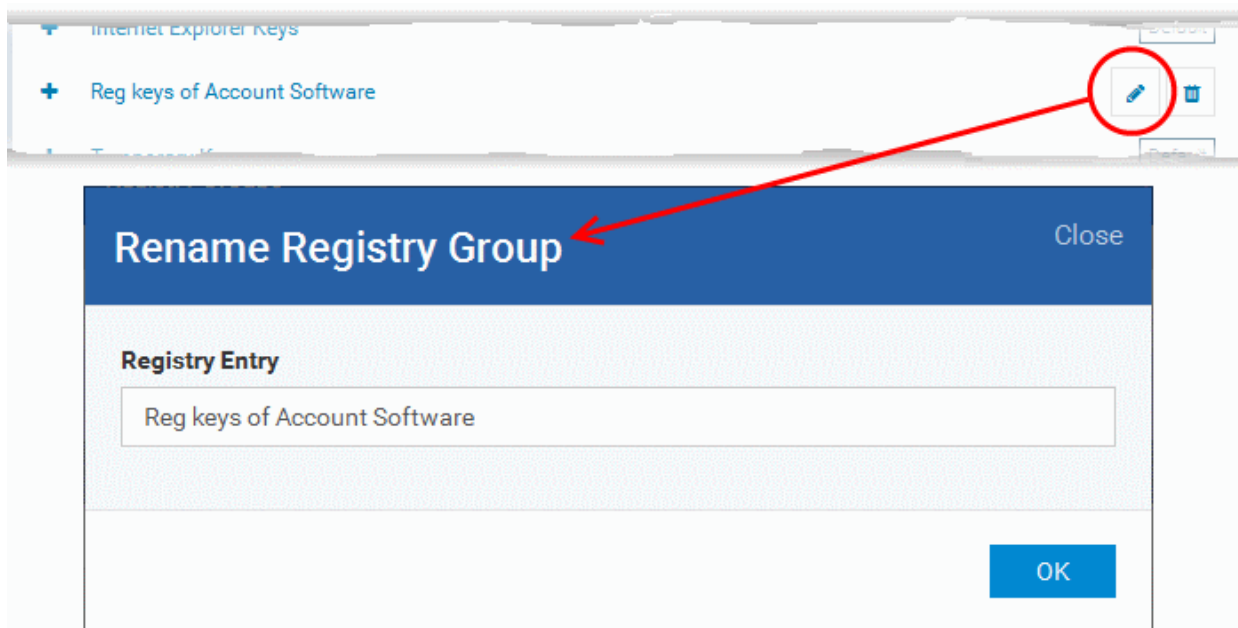 Internet Explorer Keys
Reg keys of Account Software
Rename Registry Group
Close
Registry Entry
Reg keys of Account Software
OK